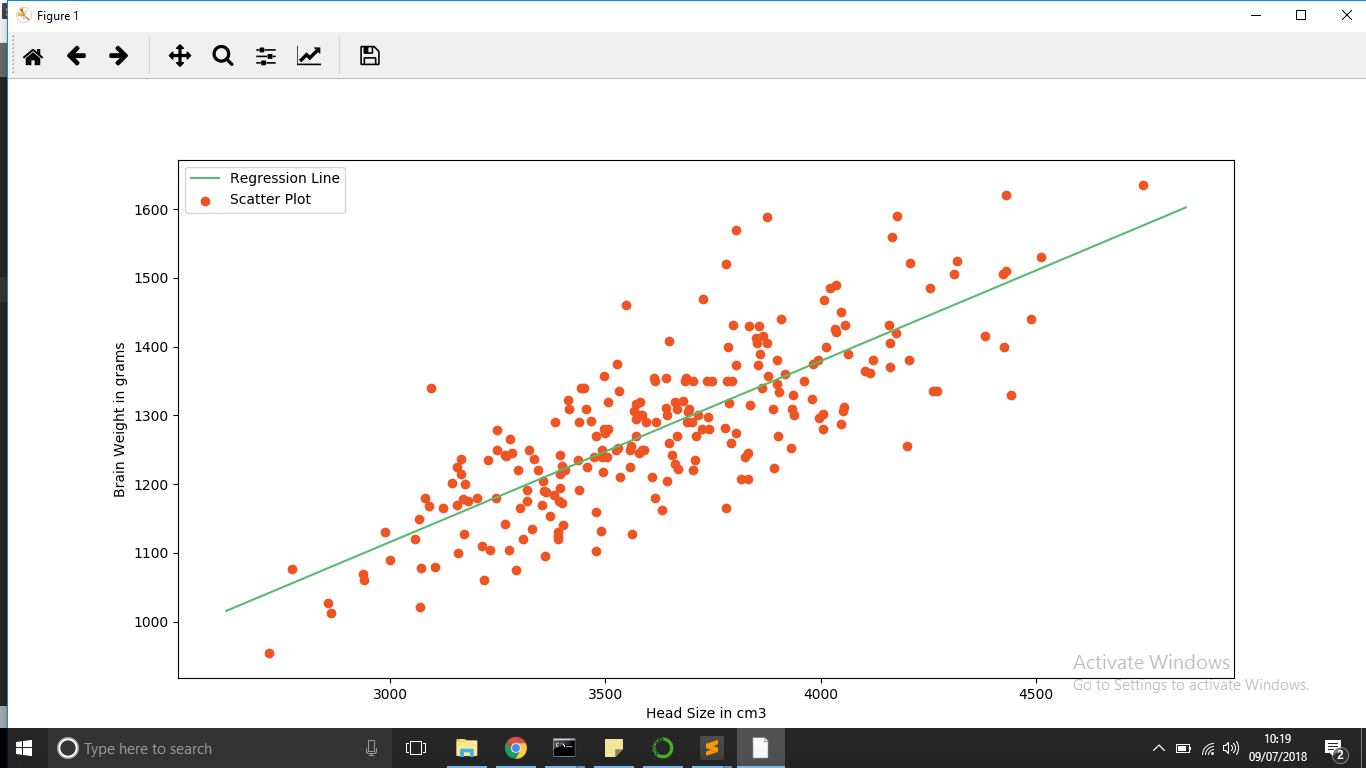 Figure 1
Regression Line
Scatter Plot
1600
1500
1400
1300
1200
1100
1000
Brain Weight in grams
3000
3500
4000
4500
Head Size in cm3
Activate Windows
Go to Settings to activate Windows.
Type here to search
10:19
09/07/2018
2